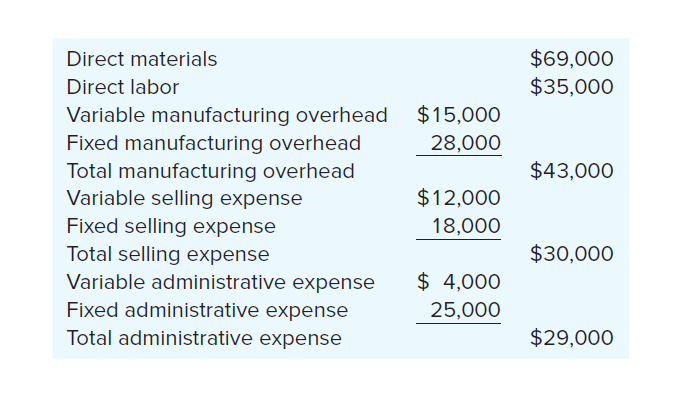 Direct materials $69,000
Direct labor $35,000
Variable manufacturing overhead $15,000
Fixed manufacturing overhead 28,000
Total manufacturing overhead $43,000
Variable selling expense $12,000
Fixed selling expense 18,000
Total selling expense $30,000
Variable administrative expense $ 4,000
Fixed administrative expense 25,000
Total administrative expense $29,000